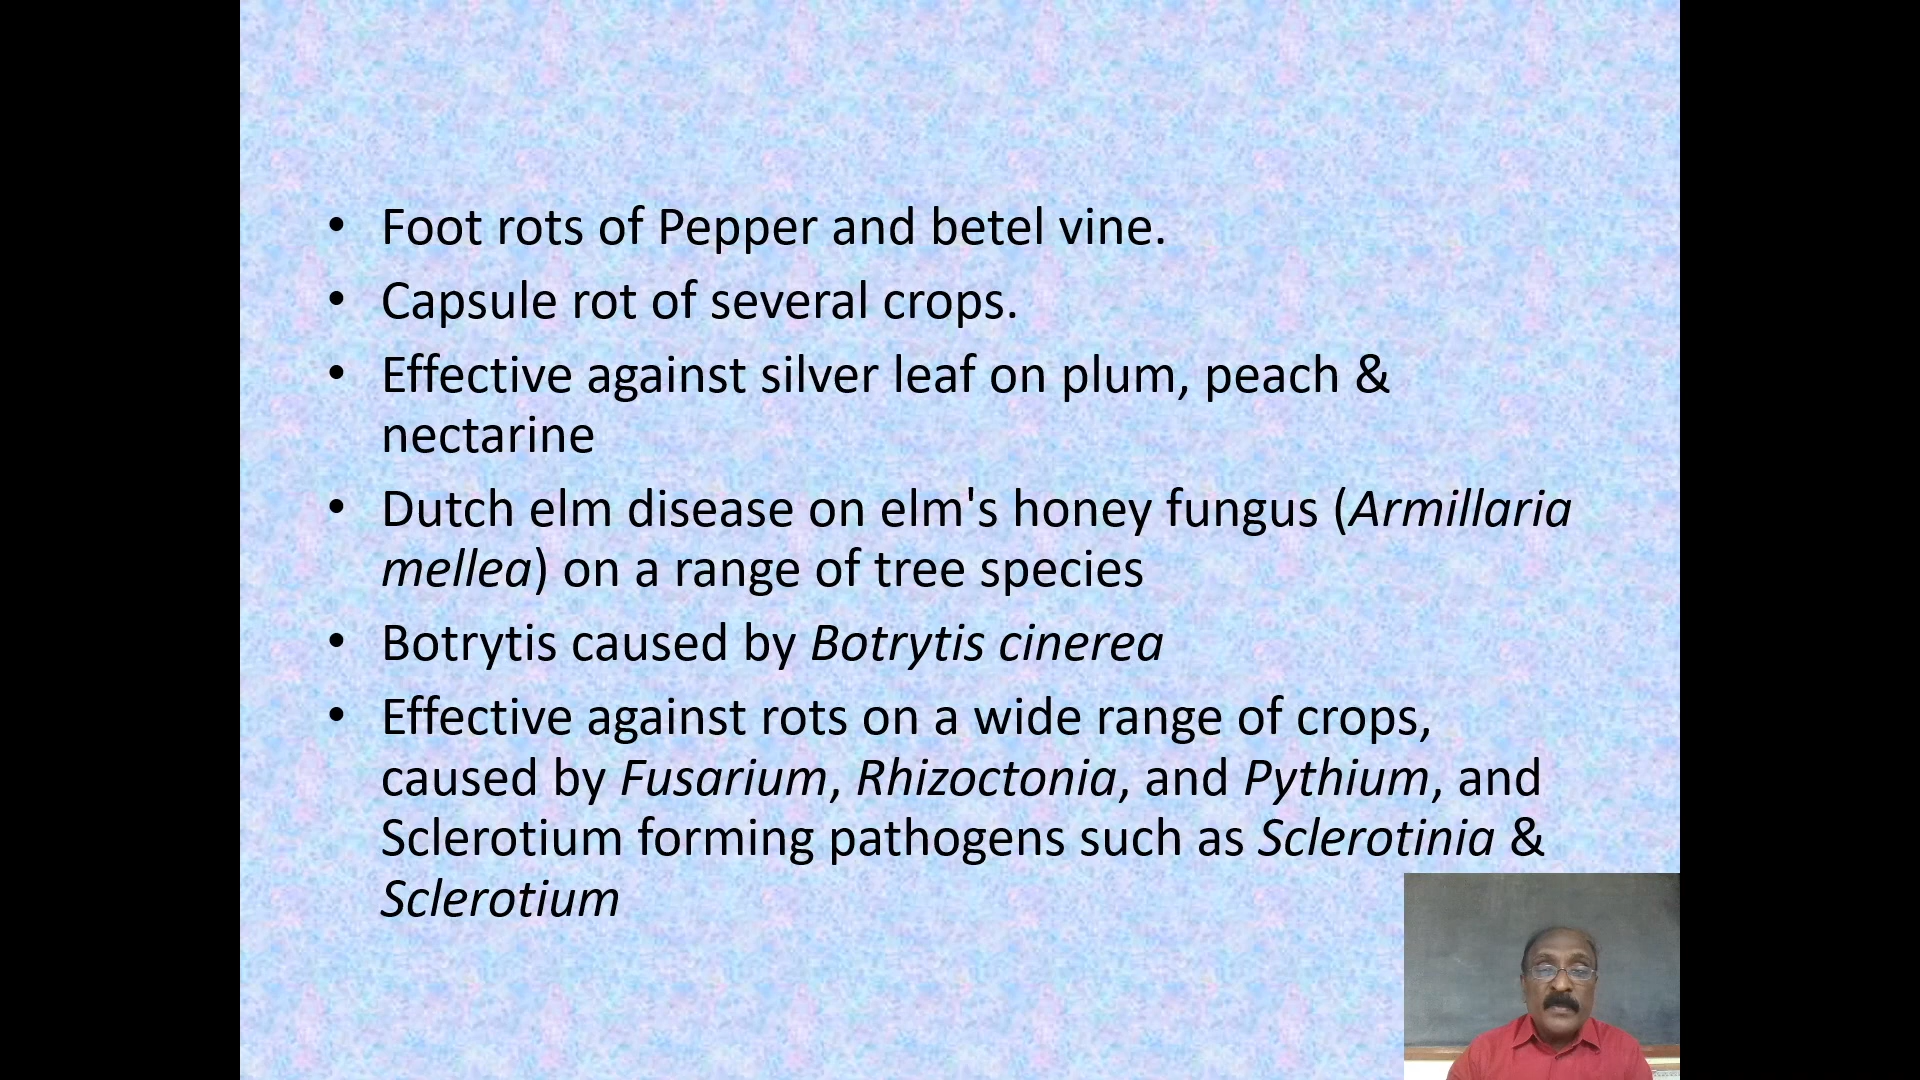 • Foot rots of Pepper and betel vine.
• Capsule rot of several crops.
• Effective against silver leaf on plum, peach &
nectarine
• Dutch elm disease on elm's honey fungus (Armillaria
mellea) on a range of tree species
• Botrytis caused by Botrytis cinerea
• Effective against rots on a wide range of crops,
caused by Fusarium, Rhizoctonia, and Pythium, and
Sclerotium forming pathogens such as Sclerotinia &
Sclerotium